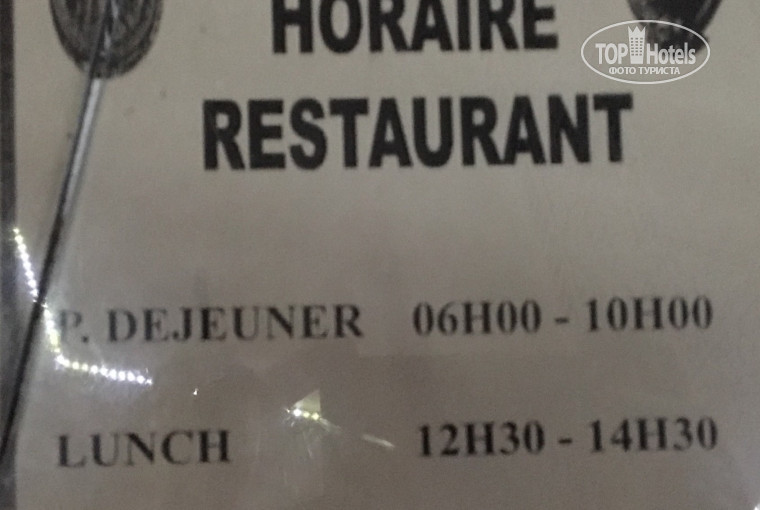 HORAIRE
TOP Hotels
ФОТО ТУРИСТА
RESTAURANT
P. DEJEUNER 06H00 - 10H00
LUNCH 12H30 - 14H30